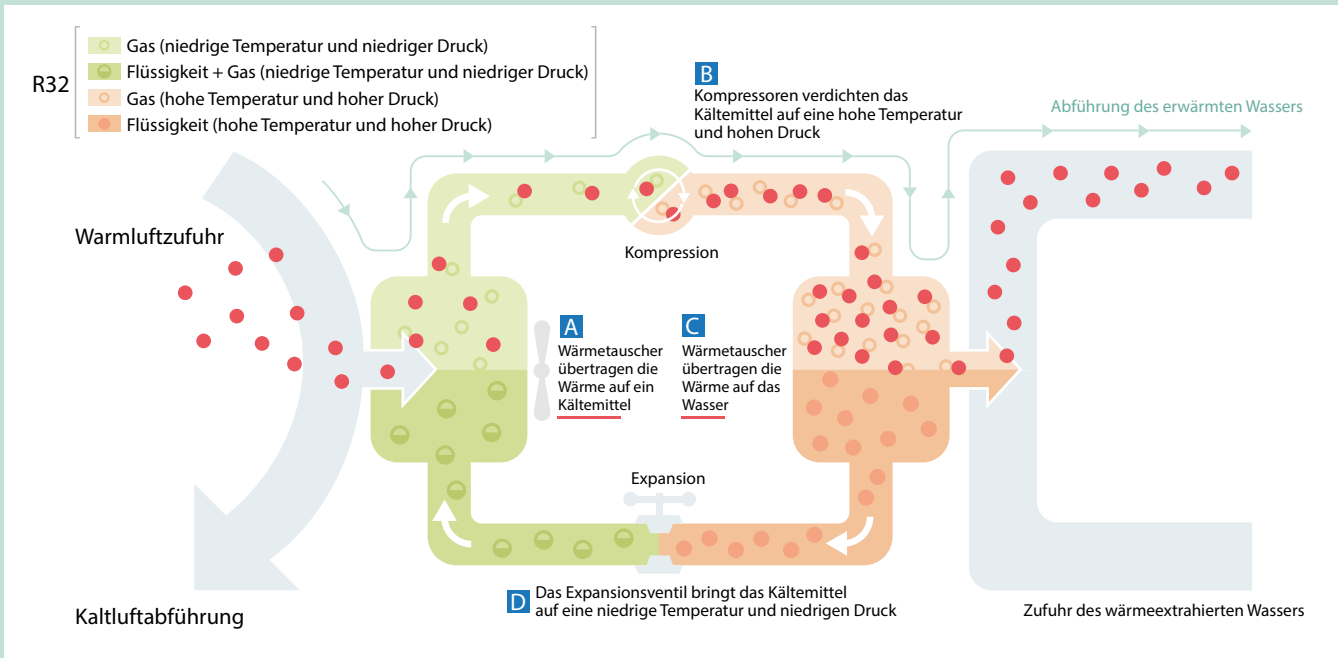 R32
Gas (niedrige Temperatur und niedriger Druck)
Flüssigkeit + Gas (niedrige Temperatur und niedriger Druck)
Gas (hohe Temperatur und hoher Druck)
Flüssigkeit (hohe Temperatur und hoher Druck)
B
Kompressoren verdichten das
Kältemittel auf eine hohe Temperatur
und hohen Druck
Abführung des erwärmten Wassers
Warmluftzufuhr
Kompression
A
Wärmetauscher
übertragen die
Wärme auf ein
Kältemittel
C
Wärmetauscher
übertragen die
Wärme auf das
Wasser
Expansion
D
Das Expansionsventil bringt das Kältemittel
auf eine niedrige Temperatur und niedrigen Druck
Kaltluftabführung
Zufuhr des wärmeextrahierten Wassers